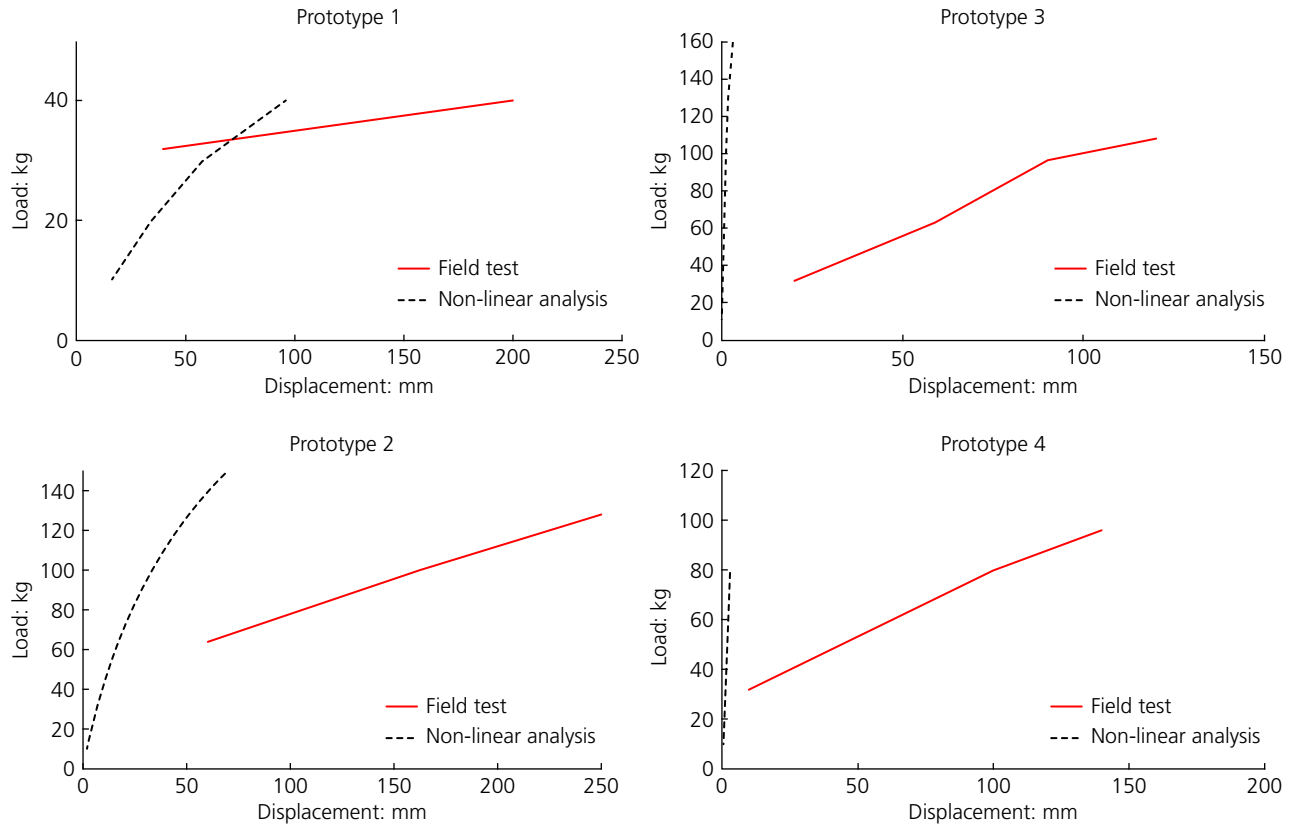 Prototype 1
Load: kg
40
20
0
0 50 100 150 200 250
Displacement: mm
Field test
Non-linear analysis
Prototype 3
Load: kg
160
140
120
100
80
60
40
20
0
0 50 100 150
Displacement: mm
Field test
Non-linear analysis
Prototype 2
Load: kg
140
120
100
80
60
40
20
0
0 50 100 150 200 250
Displacement: mm
Field test
Non-linear analysis
Prototype 4
Load: kg
120
100
80
60
40
20
0
0 50 100 150 200
Displacement: mm
Field test
Non-linear analysis